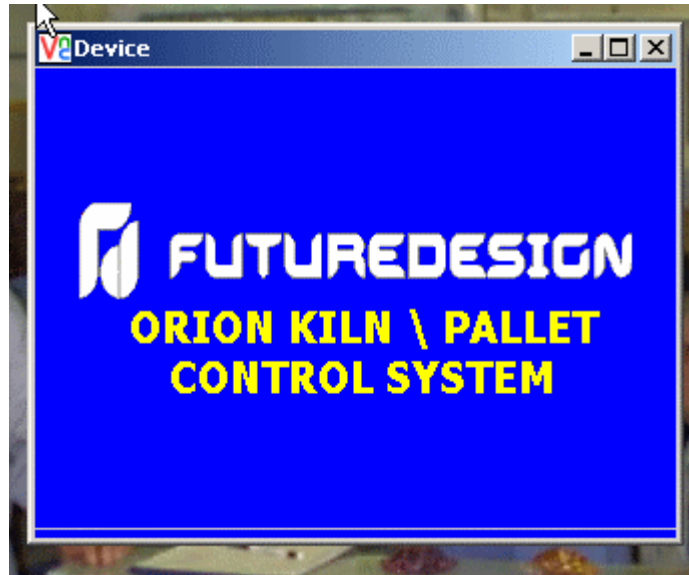 Device
FUTUREDESIGN
ORION KILN \ PALLET
CONTROL SYSTEM